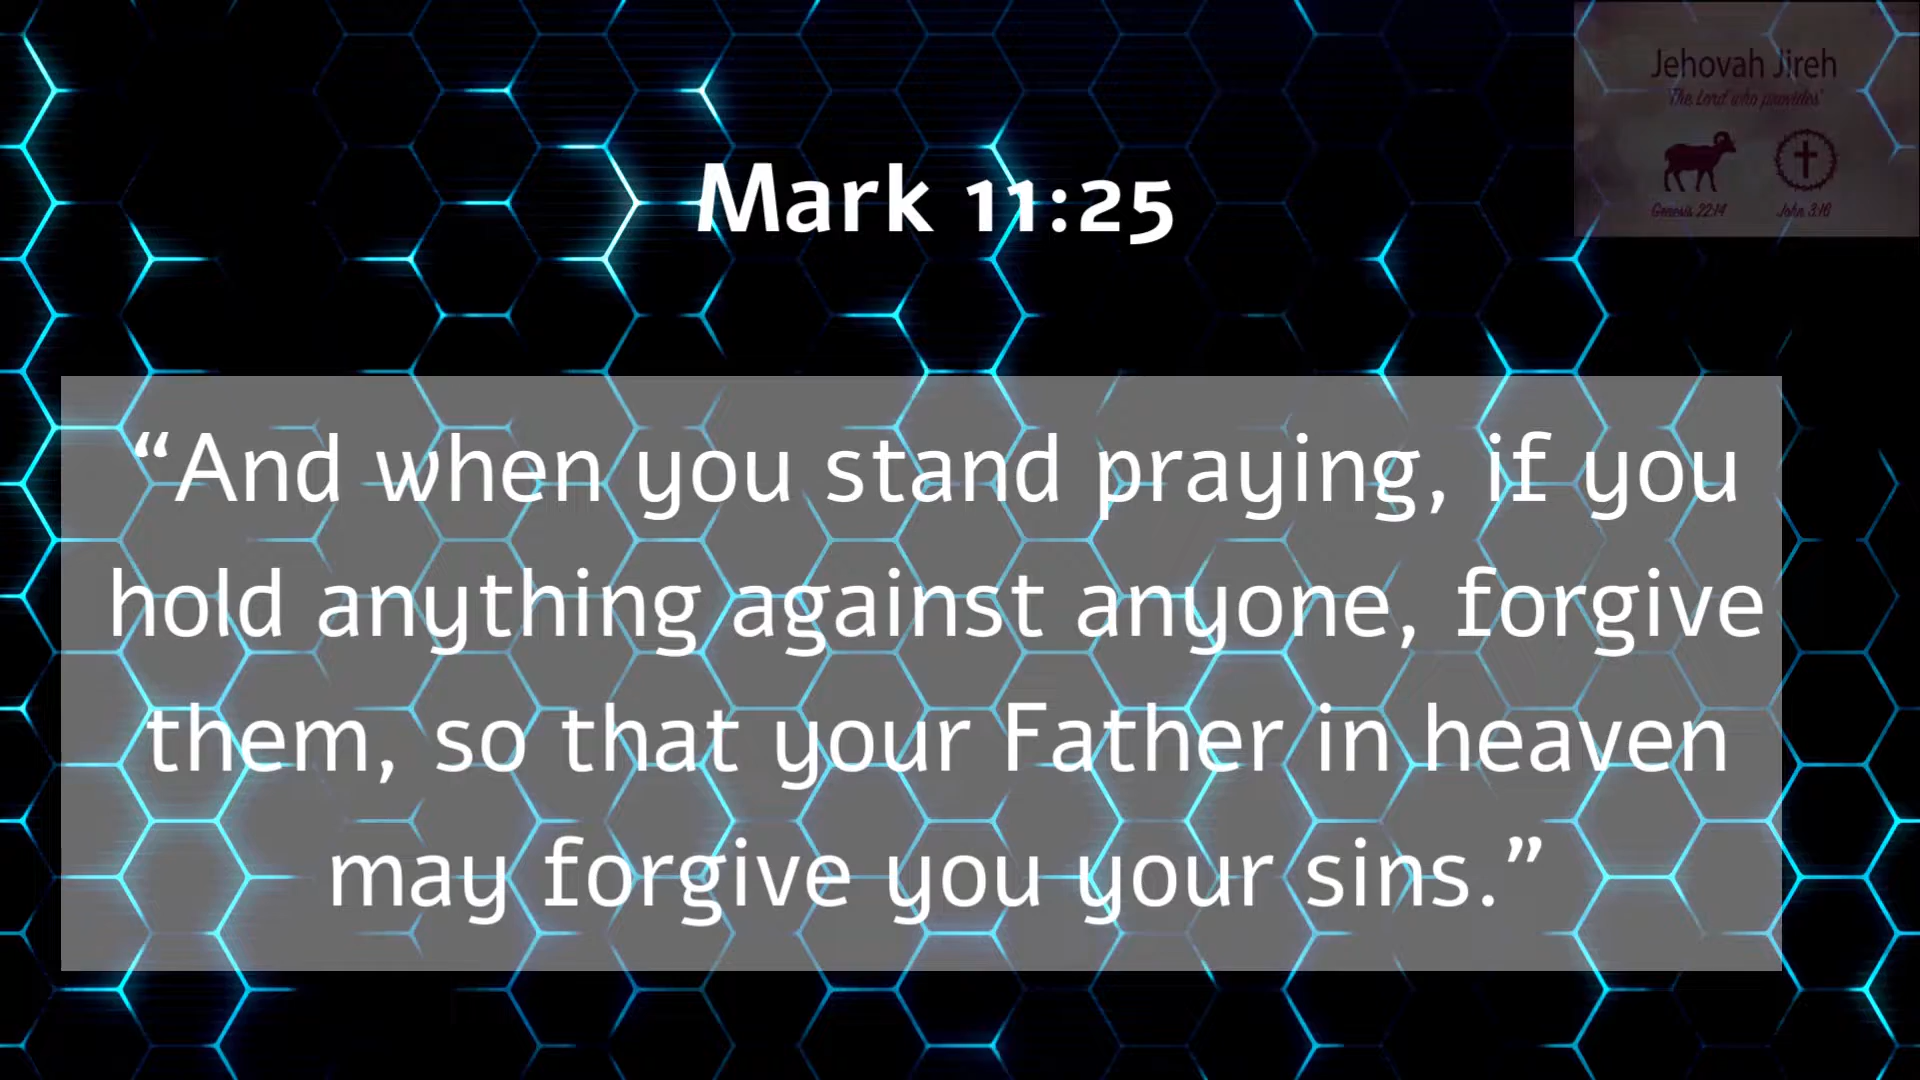 Jehovah Jireh
'The Lord who provides'
Genesis 22:14
John 3:16
Mark 11:25
“And when you stand praying, if you
hold anything against anyone, forgive
them, so that your Father in heaven
may forgive you your sins.”